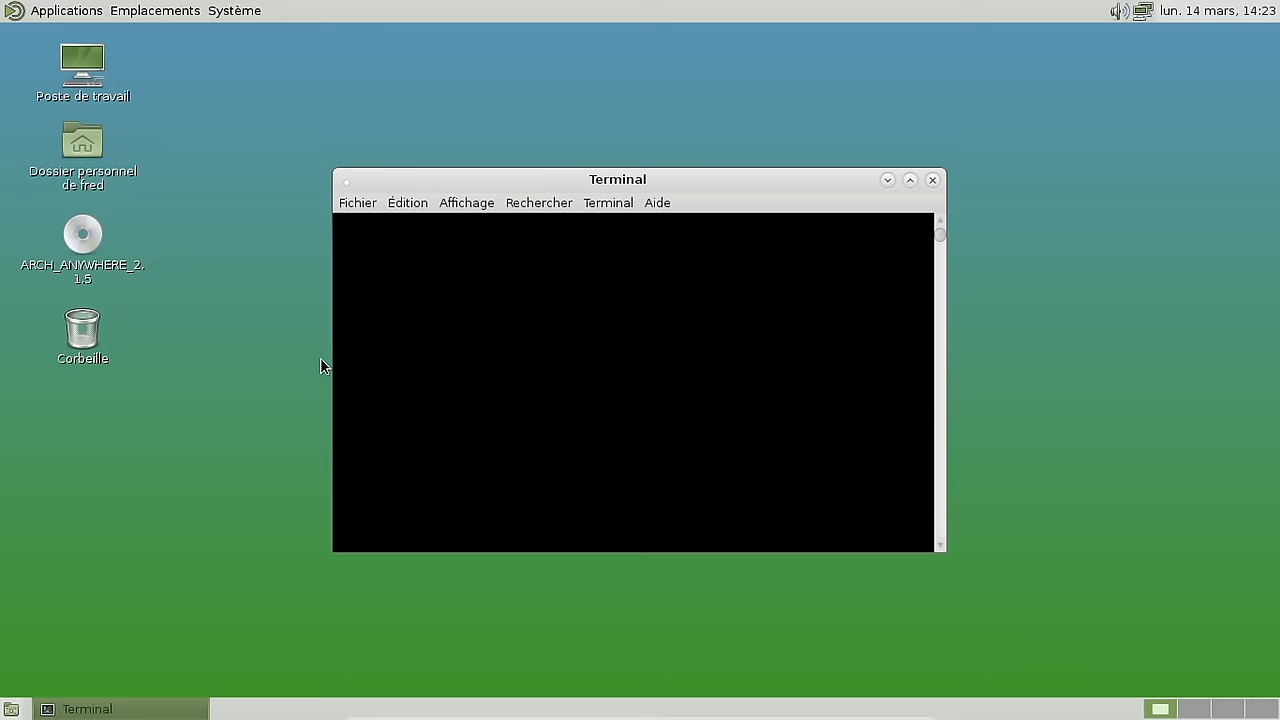 Applications Emplacements Système
lun. 14 mars, 14:23
Poste de travail
Dossier personnel
de fred
ARCH_ANYWHERE_2.
1.5
Corbeille
Terminal
Fichier Édition Affichage Rechercher Terminal Aide
Terminal